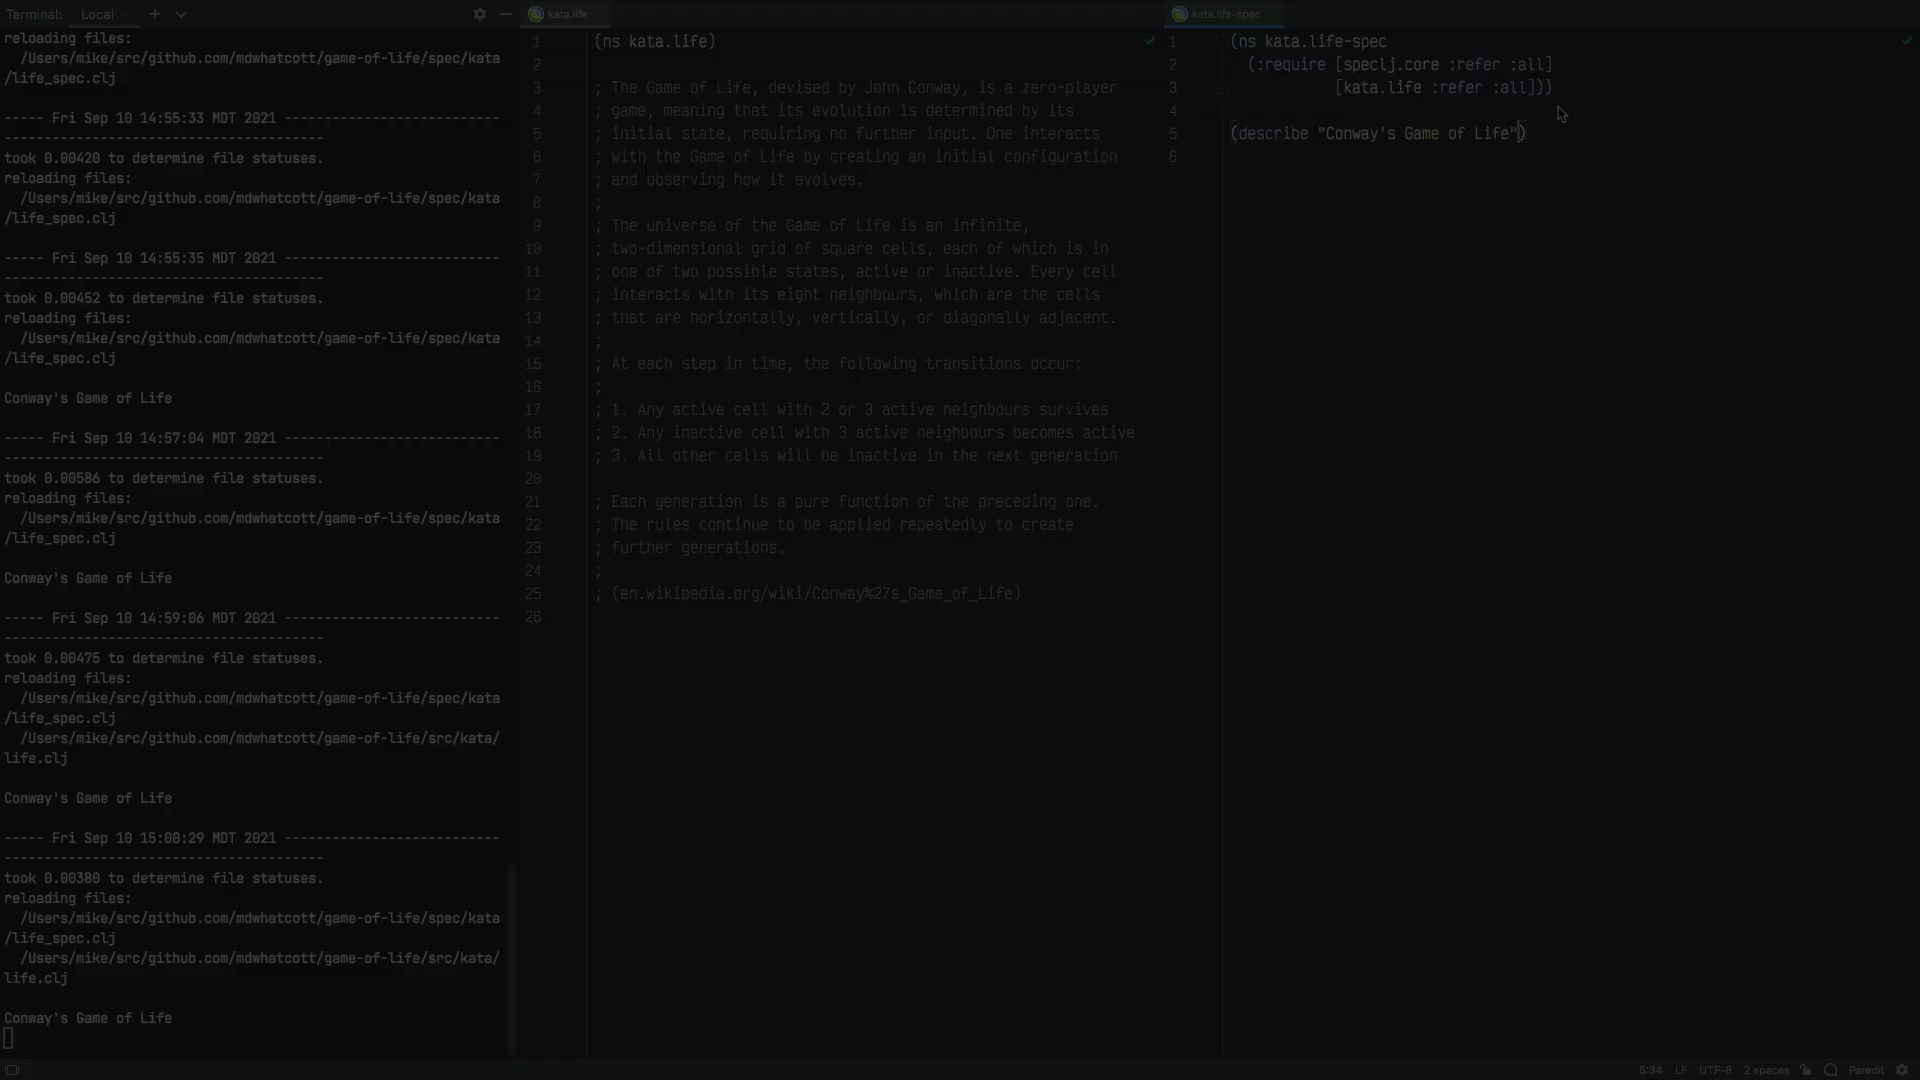 Terminal: Local
reloading files:
/Users/mike/src/github.com/mdwhatcott/game-of-life/spec/kata
/life_spec.clj
----- Fri Sep 10 14:55:33 MDT 2021 ---------------------------
----------------------------------------
took 0.00420 to determine file statuses.
reloading files:
/Users/mike/src/github.com/mdwhatcott/game-of-life/spec/kata
/life_spec.clj
----- Fri Sep 10 14:55:35 MDT 2021 ---------------------------
----------------------------------------
took 0.00452 to determine file statuses.
reloading files:
/Users/mike/src/github.com/mdwhatcott/game-of-life/spec/kata
/life_spec.clj
Conway's Game of Life
----- Fri Sep 10 14:57:04 MDT 2021 ---------------------------
----------------------------------------
took 0.00586 to determine file statuses.
reloading files:
/Users/mike/src/github.com/mdwhatcott/game-of-life/spec/kata
/life_spec.clj
Conway's Game of Life
----- Fri Sep 10 14:59:06 MDT 2021 ---------------------------
----------------------------------------
took 0.00475 to determine file statuses.
reloading files:
/Users/mike/src/github.com/mdwhatcott/game-of-life/spec/kata
/life_spec.clj
/Users/mike/src/github.com/mdwhatcott/game-of-life/src/kata/
life.clj
Conway's Game of Life
----- Fri Sep 10 15:00:29 MDT 2021 ---------------------------
----------------------------------------
took 0.00380 to determine file statuses.
reloading files:
/Users/mike/src/github.com/mdwhatcott/game-of-life/spec/kata
/life_spec.clj
/Users/mike/src/github.com/mdwhatcott/game-of-life/src/kata/
life.clj
Conway's Game of Life
kata.life
1 (ns kata.life)
2
3 ; The Game of Life, devised by John Conway, is a zero-player
4 ; game, meaning that its evolution is determined by its
5 ; initial state, requiring no further input. One interacts
6 ; with the Game of Life by creating an initial configuration
7 ; and observing how it evolves.
8 ;
9 ; The universe of the Game of Life is an infinite,
10 ; two-dimensional grid of square cells, each of which is in
11 ; one of two possible states, active or inactive. Every cell
12 ; interacts with its eight neighbours, which are the cells
13 ; that are horizontally, vertically, or diagonally adjacent.
14 ;
15 ; At each step in time, the following transitions occur:
16 ;
17 ; 1. Any active cell with 2 or 3 active neighbours survives
18 ; 2. Any inactive cell with 3 active neighbours becomes active
19 ; 3. All other cells will be inactive in the next generation
20
21 ; Each generation is a pure function of the preceding one.
22 ; The rules continue to be applied repeatedly to create
23 ; further generations.
24 ;
25 ; (en.wikipedia.org/wiki/Conway%27s_Game_of_Life)
26
kata.life-spec
1 (ns kata.life-spec
2 (:require [speclj.core :refer :all]
3 [kata.life :refer :all]))
4
5 (describe "Conway's Game of Life")
6
5:34 LF UTF-8 2 spaces Paredit